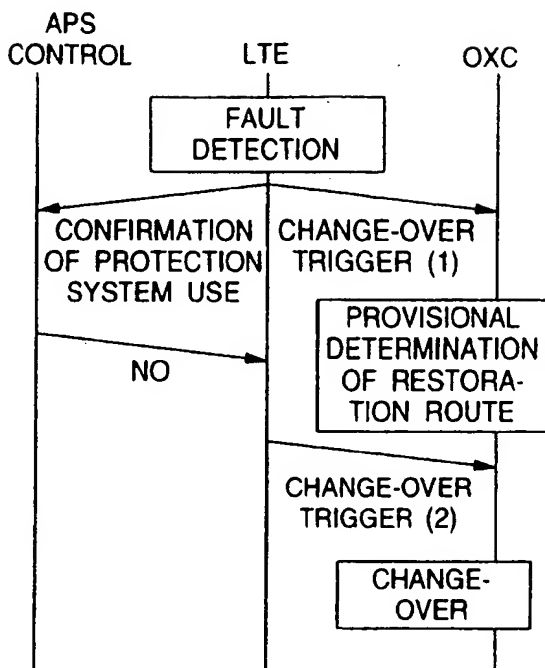 APS
CONTROL
LTE
OXC
FAULT
DETECTION
CONFIRMATION
OF PROTECTION
SYSTEM USE
CHANGE-OVER
TRIGGER (1)
PROVISIONAL
DETERMINATION
OF RESTORA-
TION ROUTE
NO
CHANGE-OVER
TRIGGER (2)
CHANGE-
OVER